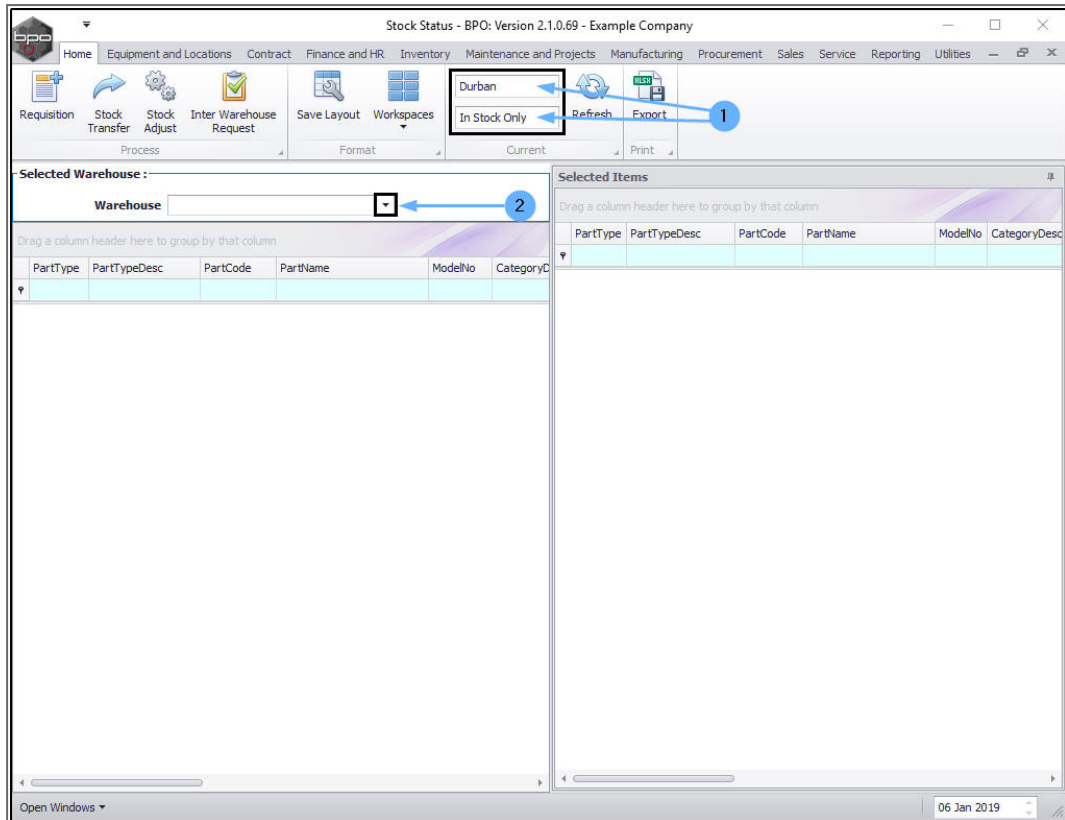 Stock Status - BPO: Version 2.1.0.69 - Example Company
bpo
Home Equipment and Locations Contract Finance and HR Inventory Maintenance and Projects Manufacturing Procurement Sales Service Reporting Utilities
Durban
In Stock Only
1
Requisition Stock Transfer Stock Adjust Inter Warehouse Request Save Layout Workspaces Refresh Export
XLSX
Process Format Current Print
Selected Warehouse :
Warehouse
2
Drag a column header here to group by that column
PartType PartTypeDesc PartCode PartName ModelNo CategoryD
Selected Items
Drag a column header here to group by that column
PartType PartTypeDesc PartCode PartName ModelNo CategoryDesc
Open Windows
06 Jan 2019